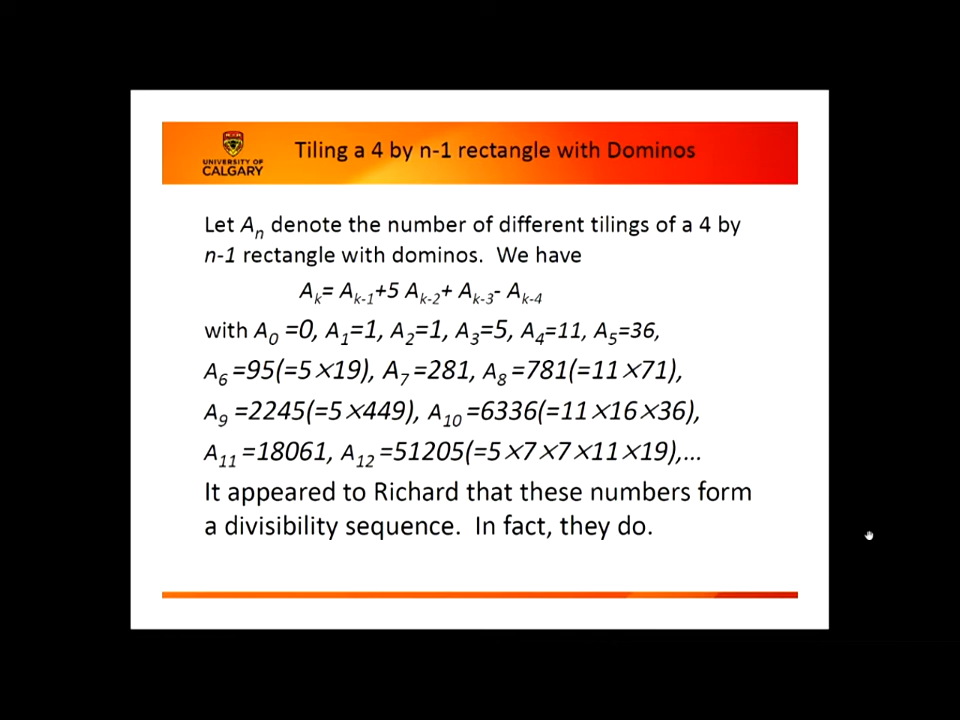 UNIVERSITY OF
CALGARY
Tiling a 4 by n-1 rectangle with Dominos
Let Aₙ denote the number of different tilings of a 4 by
n-1 rectangle with dominos. We have
Aₖ= Aₖ₋₁+5 Aₖ₋₂+ Aₖ₋₃- Aₖ₋₄
with A₀ =0, A₁=1, A₂=1, A₃=5, A₄=11, A₅=36,
A₆ =95(=5×19), A₇ =281, A₈ =781(=11×71),
A₉ =2245(=5×449), A₁₀ =6336(=11×16×36),
A₁₁ =18061, A₁₂ =51205(=5×7×7×11×19),...
It appeared to Richard that these numbers form
a divisibility sequence. In fact, they do.